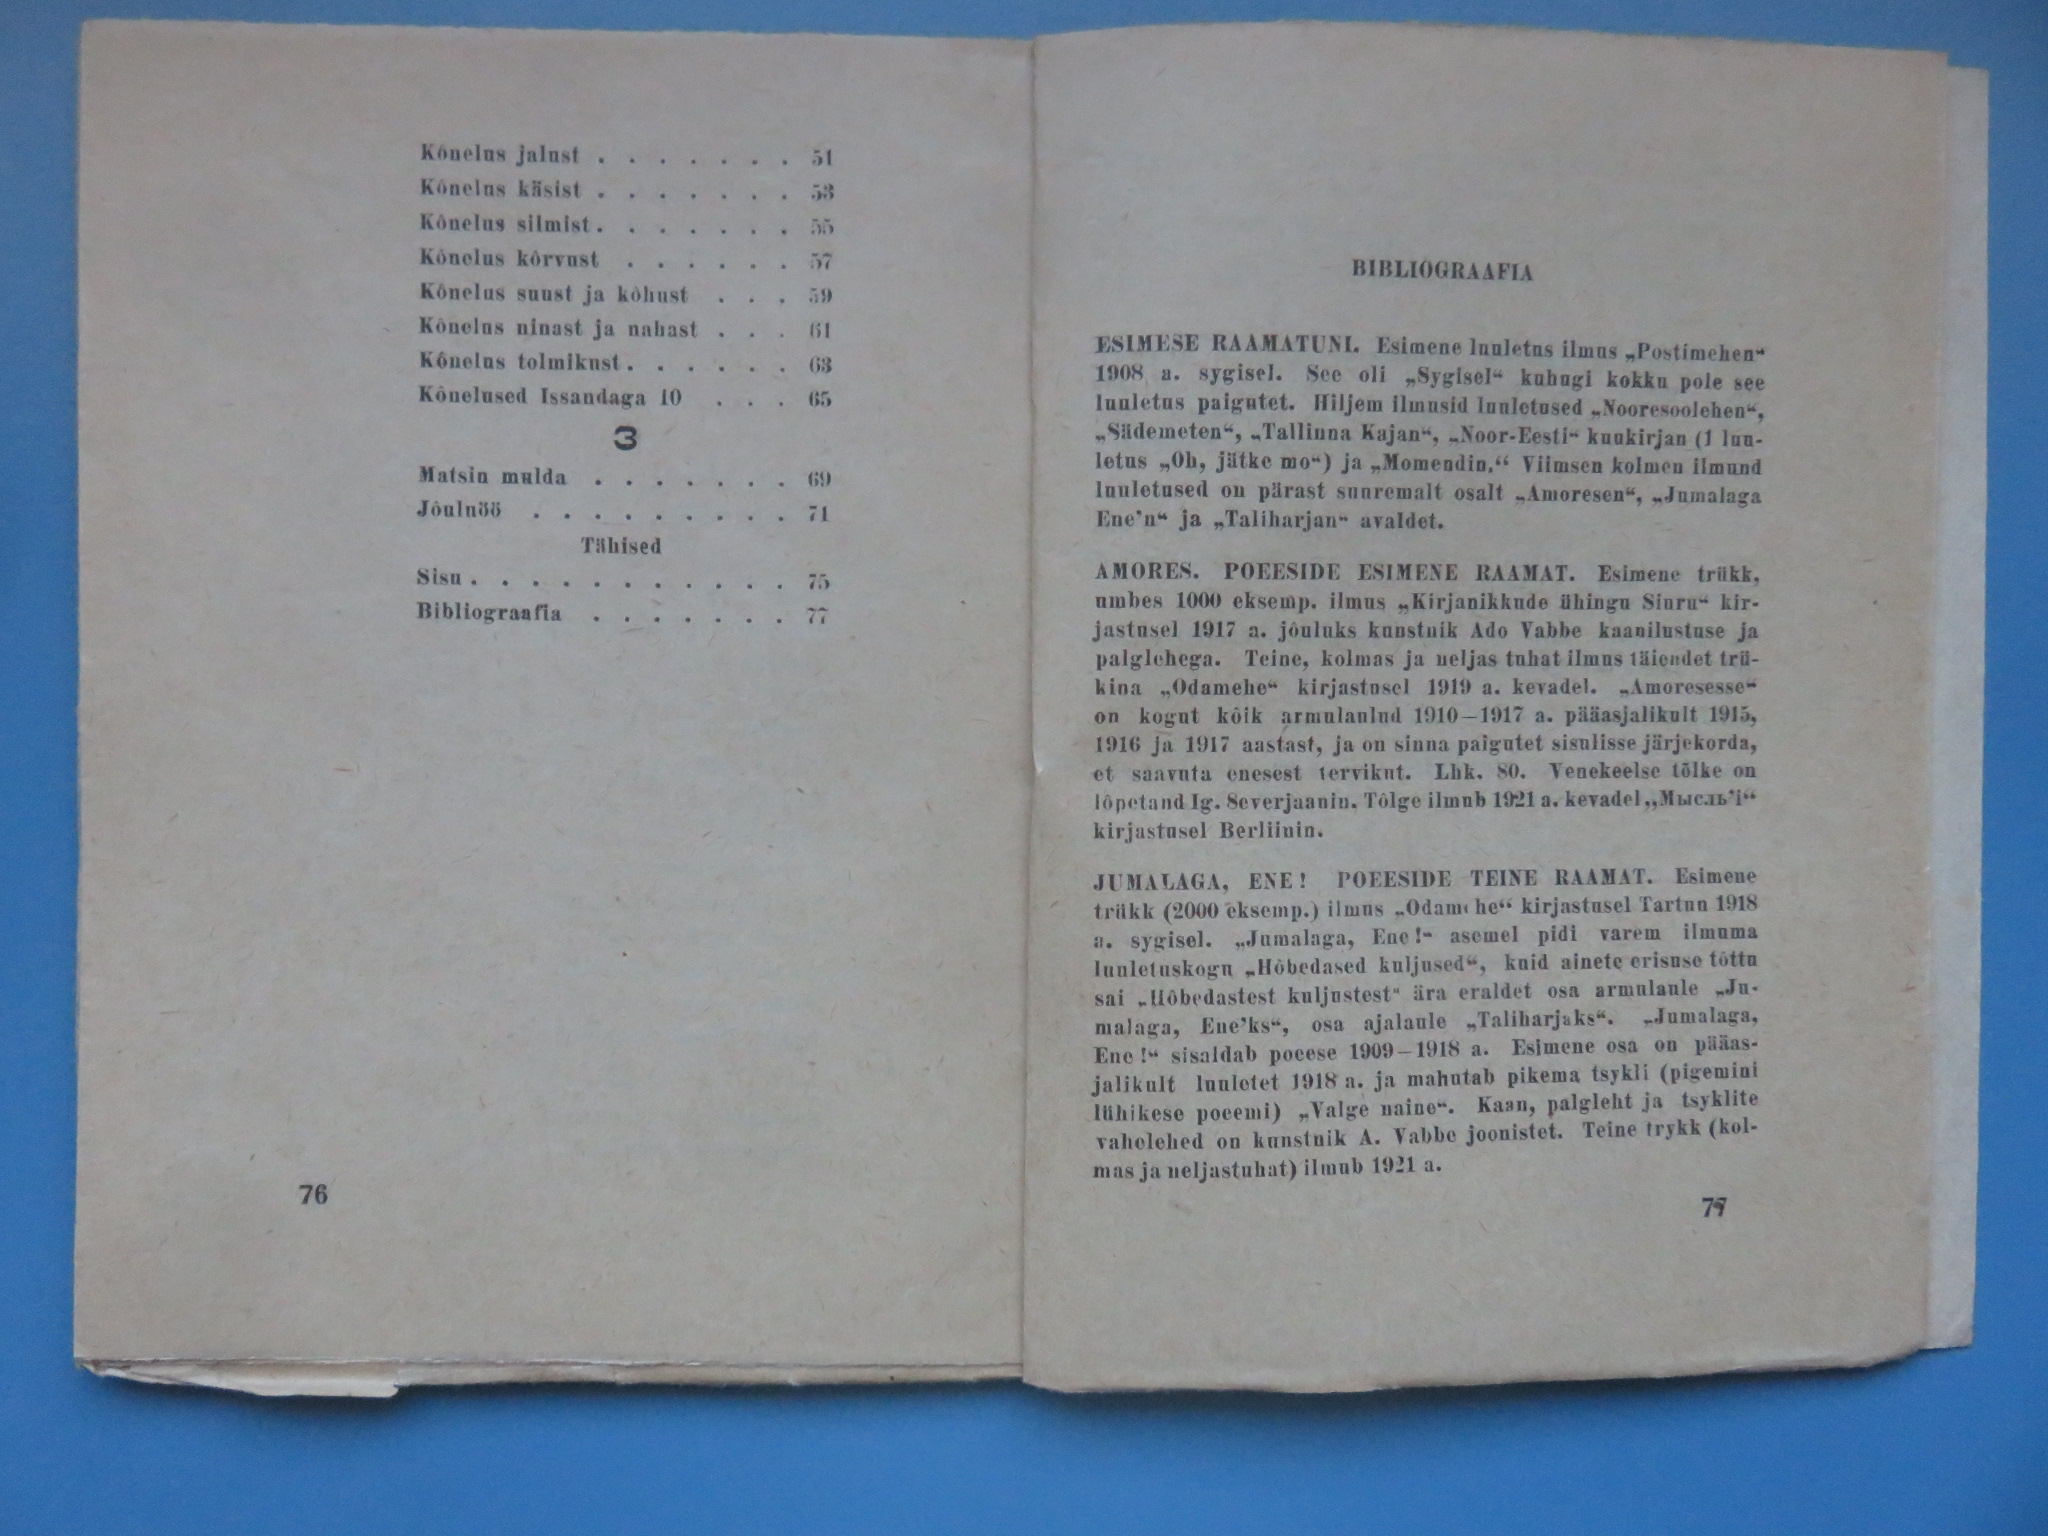 Kõnelus jalust . . . . . . . 51
Kõnelus käsist . . . . . . . 53
Kõnelus silmist . . . . . . . 55
Kõnelus kõrvust . . . . . . 57
Kõnelus suust ja kõhust . . . 59
Kõnelus ninast ja nahast . . . 61
Kõnelus tolmikust . . . . . . 63
Kõnelused Issandaga 10 . . . 65
3
Matsin mulda . . . . . . . 69
Jõuluöö . . . . . . . . . 71
Tähised
Sisu . . . . . . . . . . . 75
Bibliograafia . . . . . . . 77
76
BIBLIOGRAAFIA
ESIMESE RAAMATUNI. Esimene luuletus ilmus „Postimehen“
1908 a. sygisel. See oli „Sygisel“ kuhugi kokku pole see
luuletus paigutet. Hiljem ilmusid luuletused „Nooresoolehen“,
„Sädemeten“, „Tallinna Kajan“, „Noor-Eesti“ kuukirjan (1 luu-
letus „Oh, jätke mo“) ja „Momendin.“ Viimsen kolmen ilmund
luuletused on pärast suuremalt osalt „Amoresen“, „Jumalaga
Ene’n“ ja „Taliharjan“ avaldet.
AMORES. POEESIDE ESIMENE RAAMAT. Esimene trükk,
umbes 1000 eksemp. ilmus „Kirjanikkude ühingu Siuru“ kir-
jastusel 1917 a. jõuluks kunstnik Ado Vabbe kaanilustuse ja
palglehega. Teine, kolmas ja neljas tuhat ilmus täiendet trü-
kina „Odamehe“ kirjastusel 1919 a. kevadel. „Amoresesse“
on kogut kõik armulaulud 1910—1917 a. pääasjalikult 1915,
1916 ja 1917 aastast, ja on sinna paigutet sisulisse järjekorda,
et saavuta enesest tervikut. Lhk. 80. Venekeelse tõlke on
lõpetand Ig. Severjaanin. Tõlge ilmub 1921 a. kevadel „Мысль’i“
kirjastusel Berliinin.
JUMALAGA, ENE! POEESIDE TEINE RAAMAT. Esimene
trükk (2000 eksemp.) ilmus „Odamehe“ kirjastusel Tartun 1918
a. sygisel. „Jumalaga, Ene!“ asemel pidi varem ilmuma
luuletuskogu „Hõbedased kuljused“, kuid ainete erisuse tõttu
sai „Hõbedastest kuljustest“ ära eraldet osa armulaule „Ju-
malaga, Ene’ks“, osa ajalaule „Taliharjaks“. „Jumalaga,
Ene!“ sisaldab poeese 1909—1918 a. Esimene osa on pääas-
jalikult luuletet 1918 a. ja mahutab pikema tsykli (pigemini
lühikese poeemi) „Valge naine“. Kaan, palgleht ja tsyklite
vahelehed on kunstnik A. Vabbe joonistet. Teine trykk (kol-
mas ja neljastuhat) ilmub 1921 a.
77